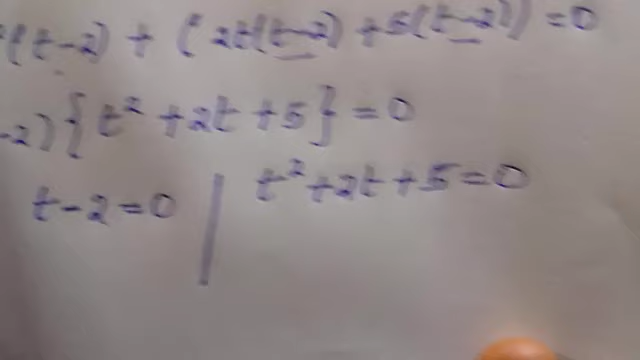 (t-2) + (2t(t-2) + 5(t-2)) = 0
-2) { t² + 2t + 5 } = 0
t-2=0 | t² + 2t + 5 = 0